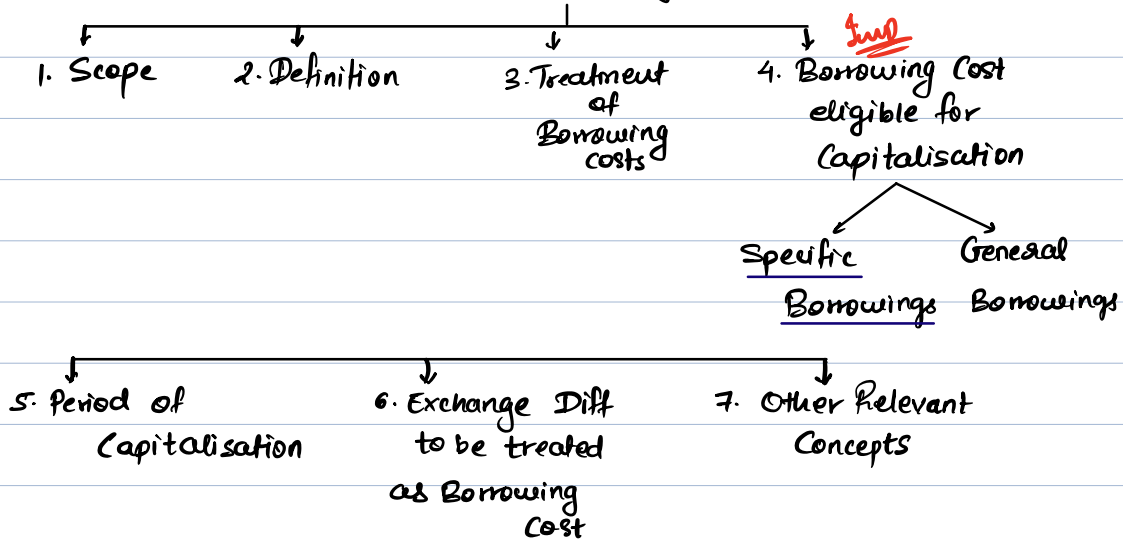 Imp
1. Scope
2. Definition
3. Treatment
of
Borrowing
costs
4. Borrowing Cost
eligible for
Capitalisation
Specific
Borrowings
General
Borrowings
5. Period of
Capitalisation
6. Exchange Diff
to be treated
as Borrowing
Cost
7. Other Relevant
Concepts